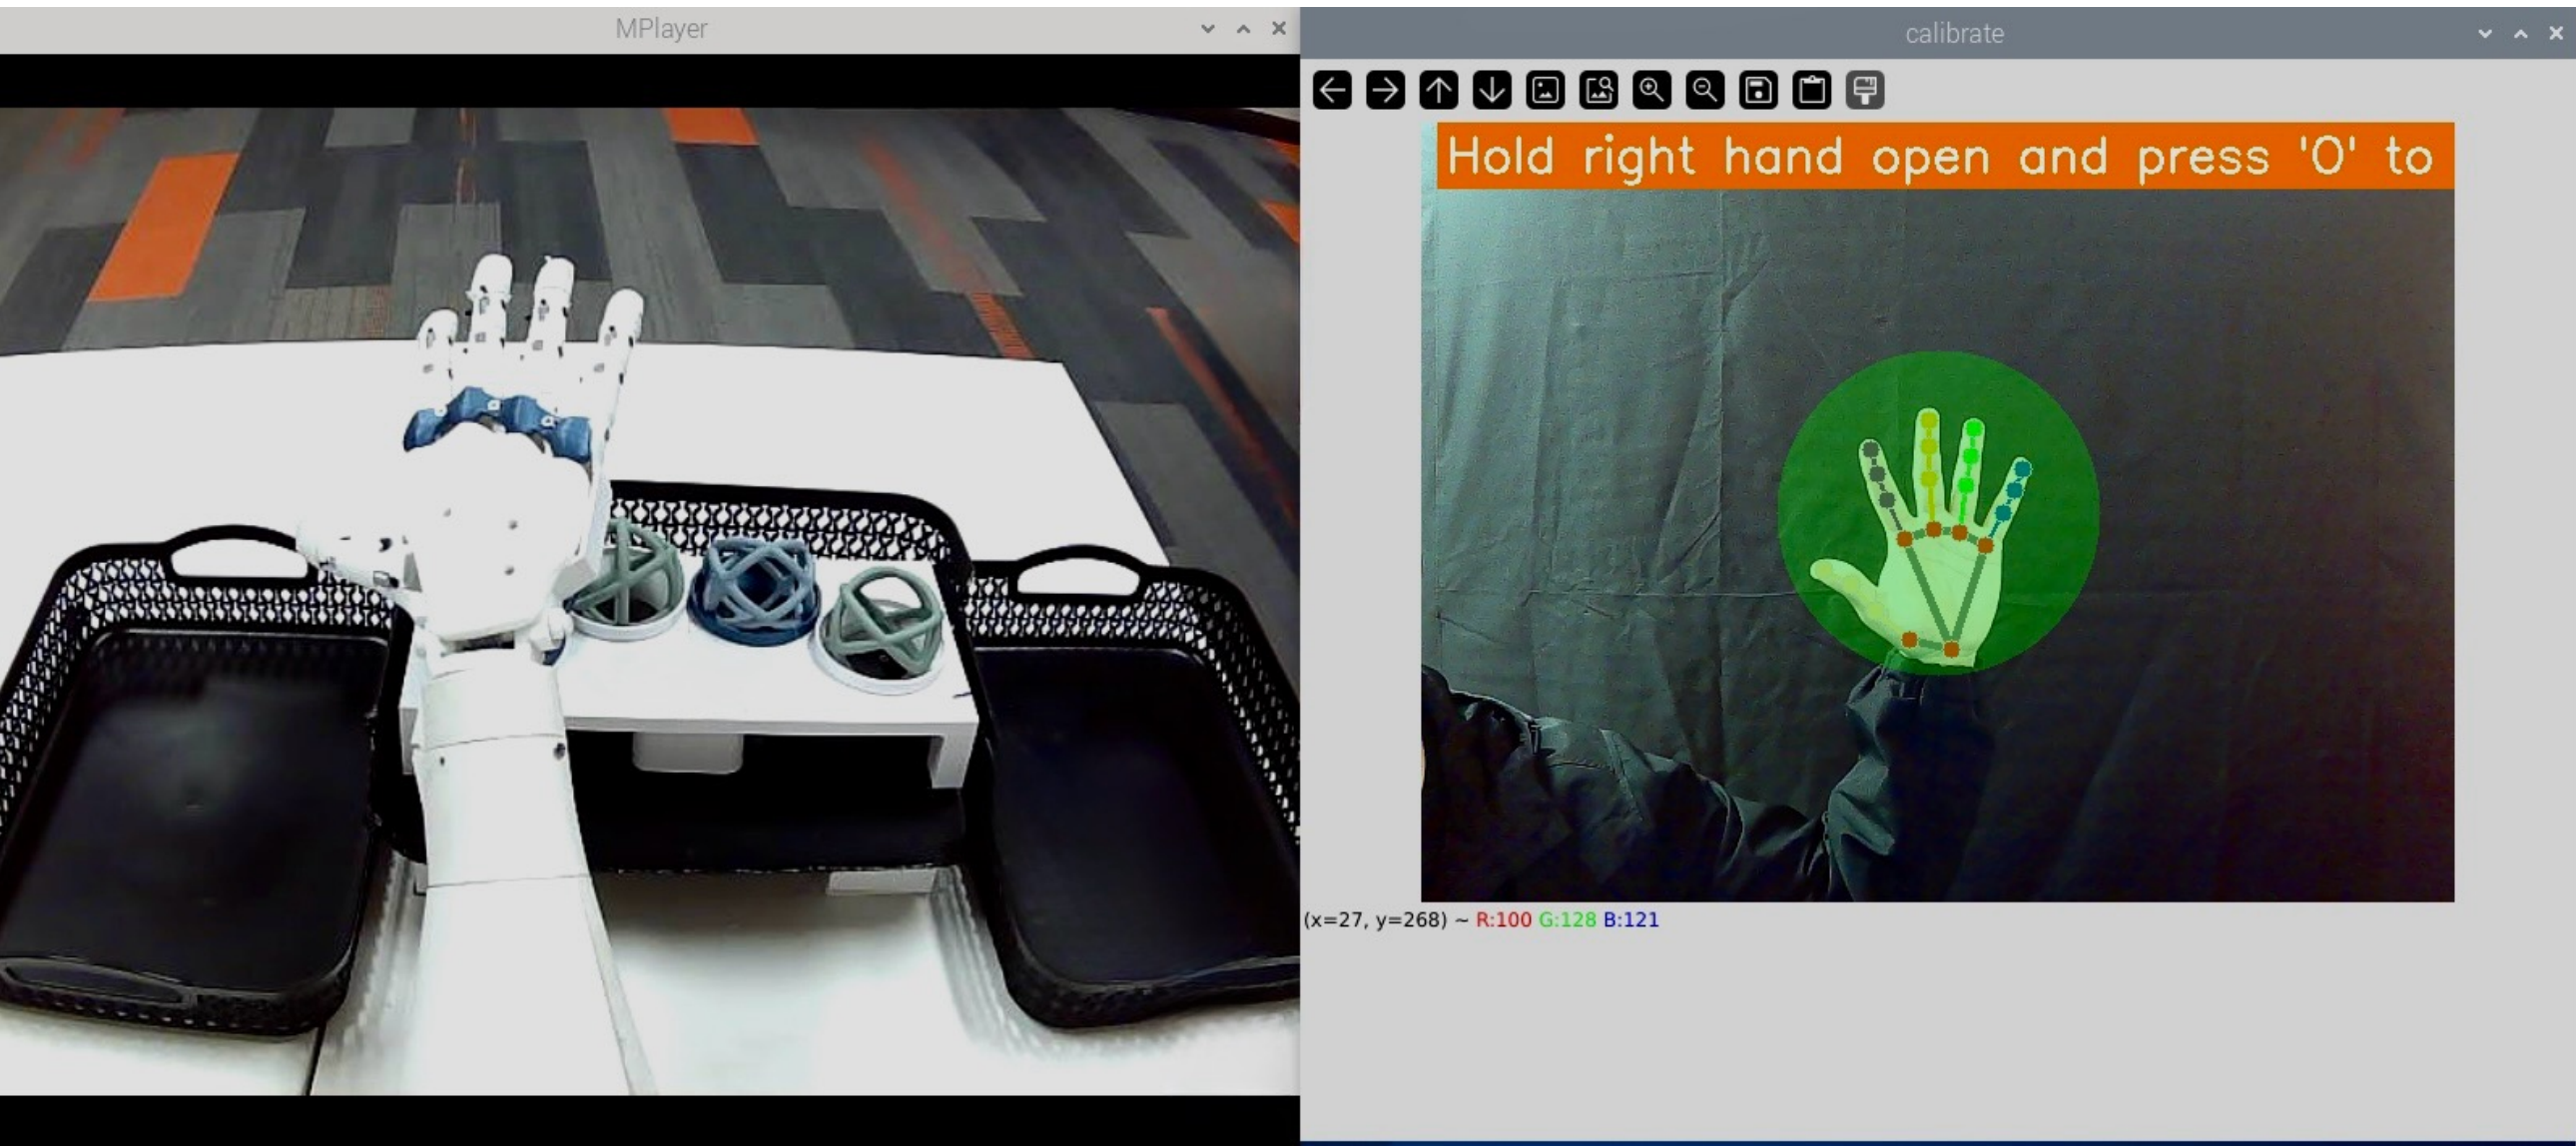 MPlayer
calibrate
Hold right hand open and press 'O' to
(x=27, y=268) ~ R:100 G:128 B:121